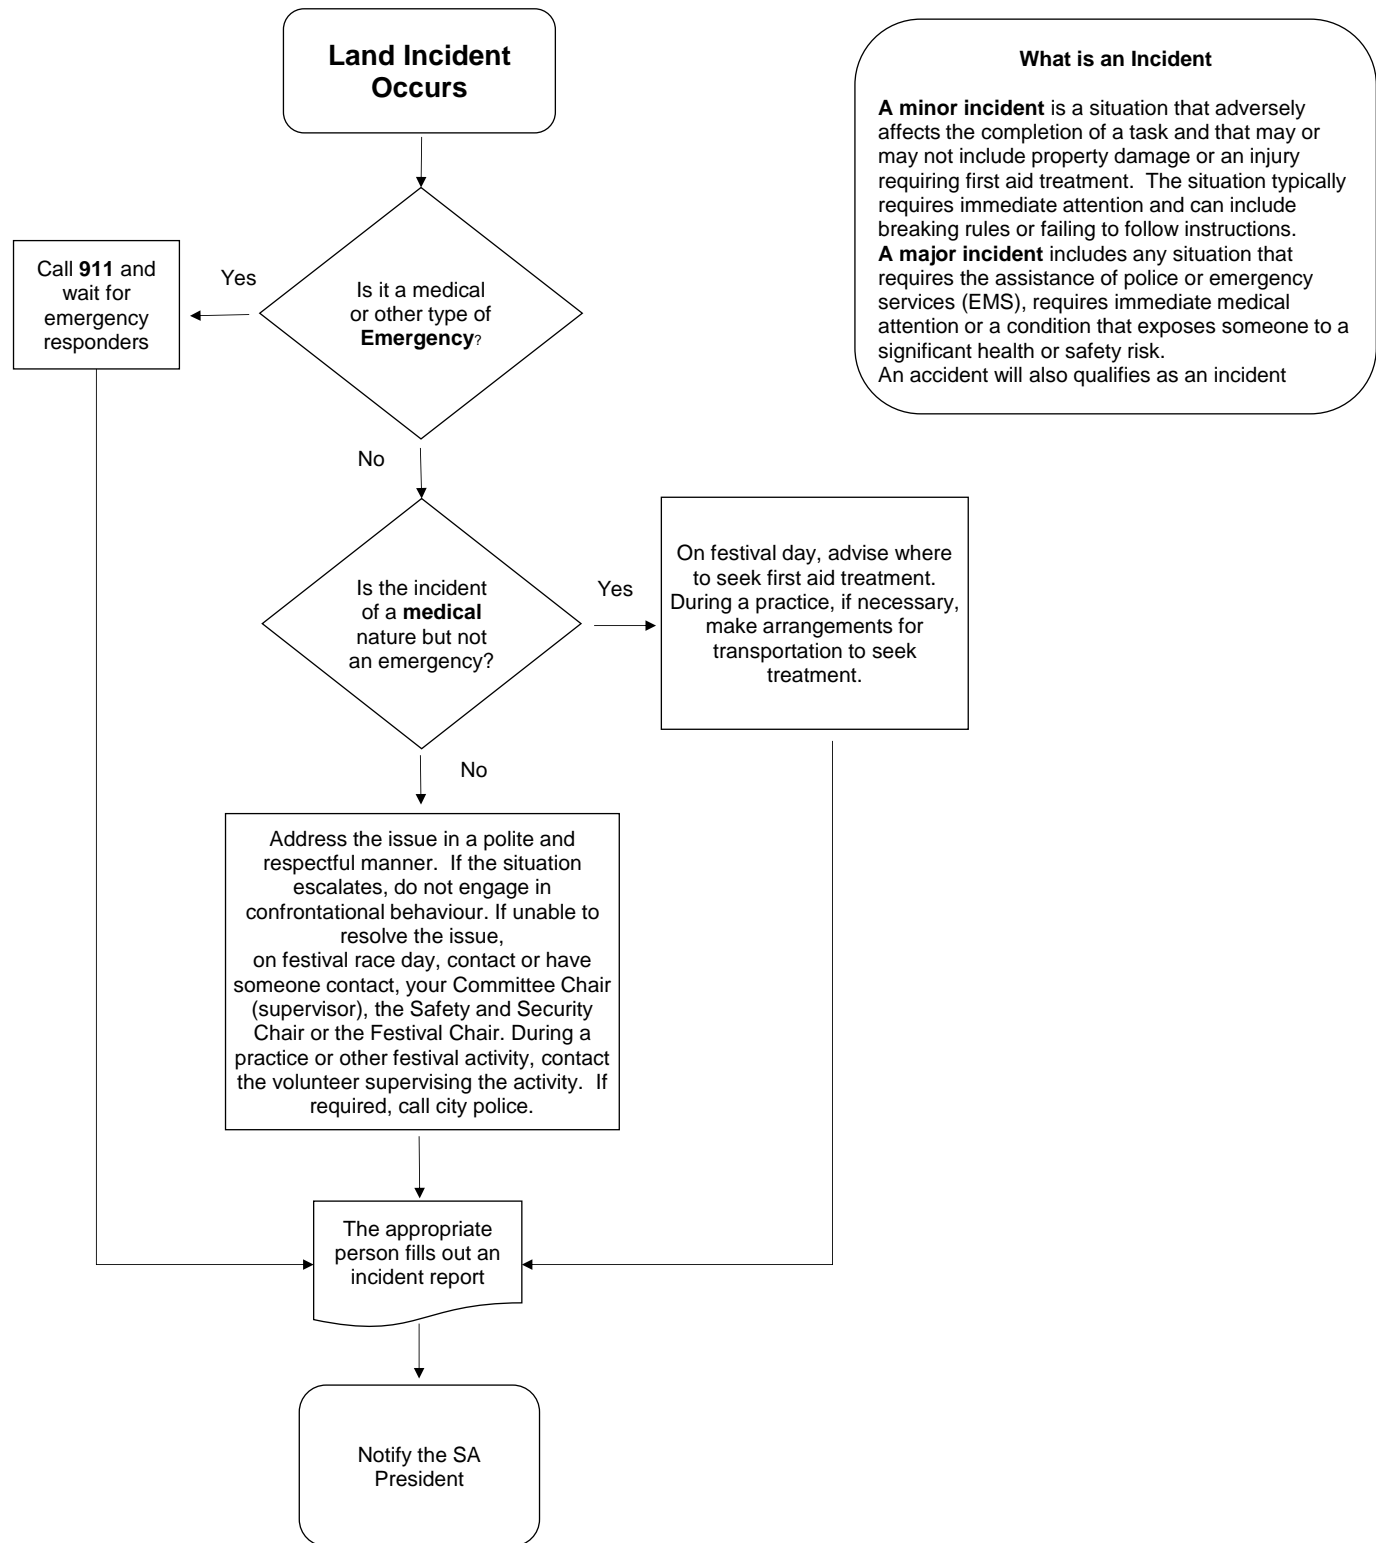 Land Incident
Occurs
What is an Incident
A minor incident is a situation that adversely
affects the completion of a task and that may or
may not include property damage or an injury
requiring first aid treatment.  The situation typically
requires immediate attention and can include
breaking rules or failing to follow instructions.
A major incident includes any situation that
requires the assistance of police or emergency
services (EMS), requires immediate medical
attention or a condition that exposes someone to a
significant health or safety risk.
An accident will also qualifies as an incident
Is it a medical
or other type of
Emergency?
Yes
Call 911 and
wait for
emergency
responders
No
Is the incident
of a medical
nature but not
an emergency?
Yes
On festival day, advise where
to seek first aid treatment.
During a practice, if necessary,
make arrangements for
transportation to seek
treatment.
No
Address the issue in a polite and
respectful manner.  If the situation
escalates, do not engage in
confrontational behaviour. If unable to
resolve the issue,
on festival race day, contact or have
someone contact, your Committee Chair
(supervisor), the Safety and Security
Chair or the Festival Chair. During a
practice or other festival activity, contact
the volunteer supervising the activity.  If
required, call city police.
The appropriate
person fills out an
incident report
Notify the SA
President